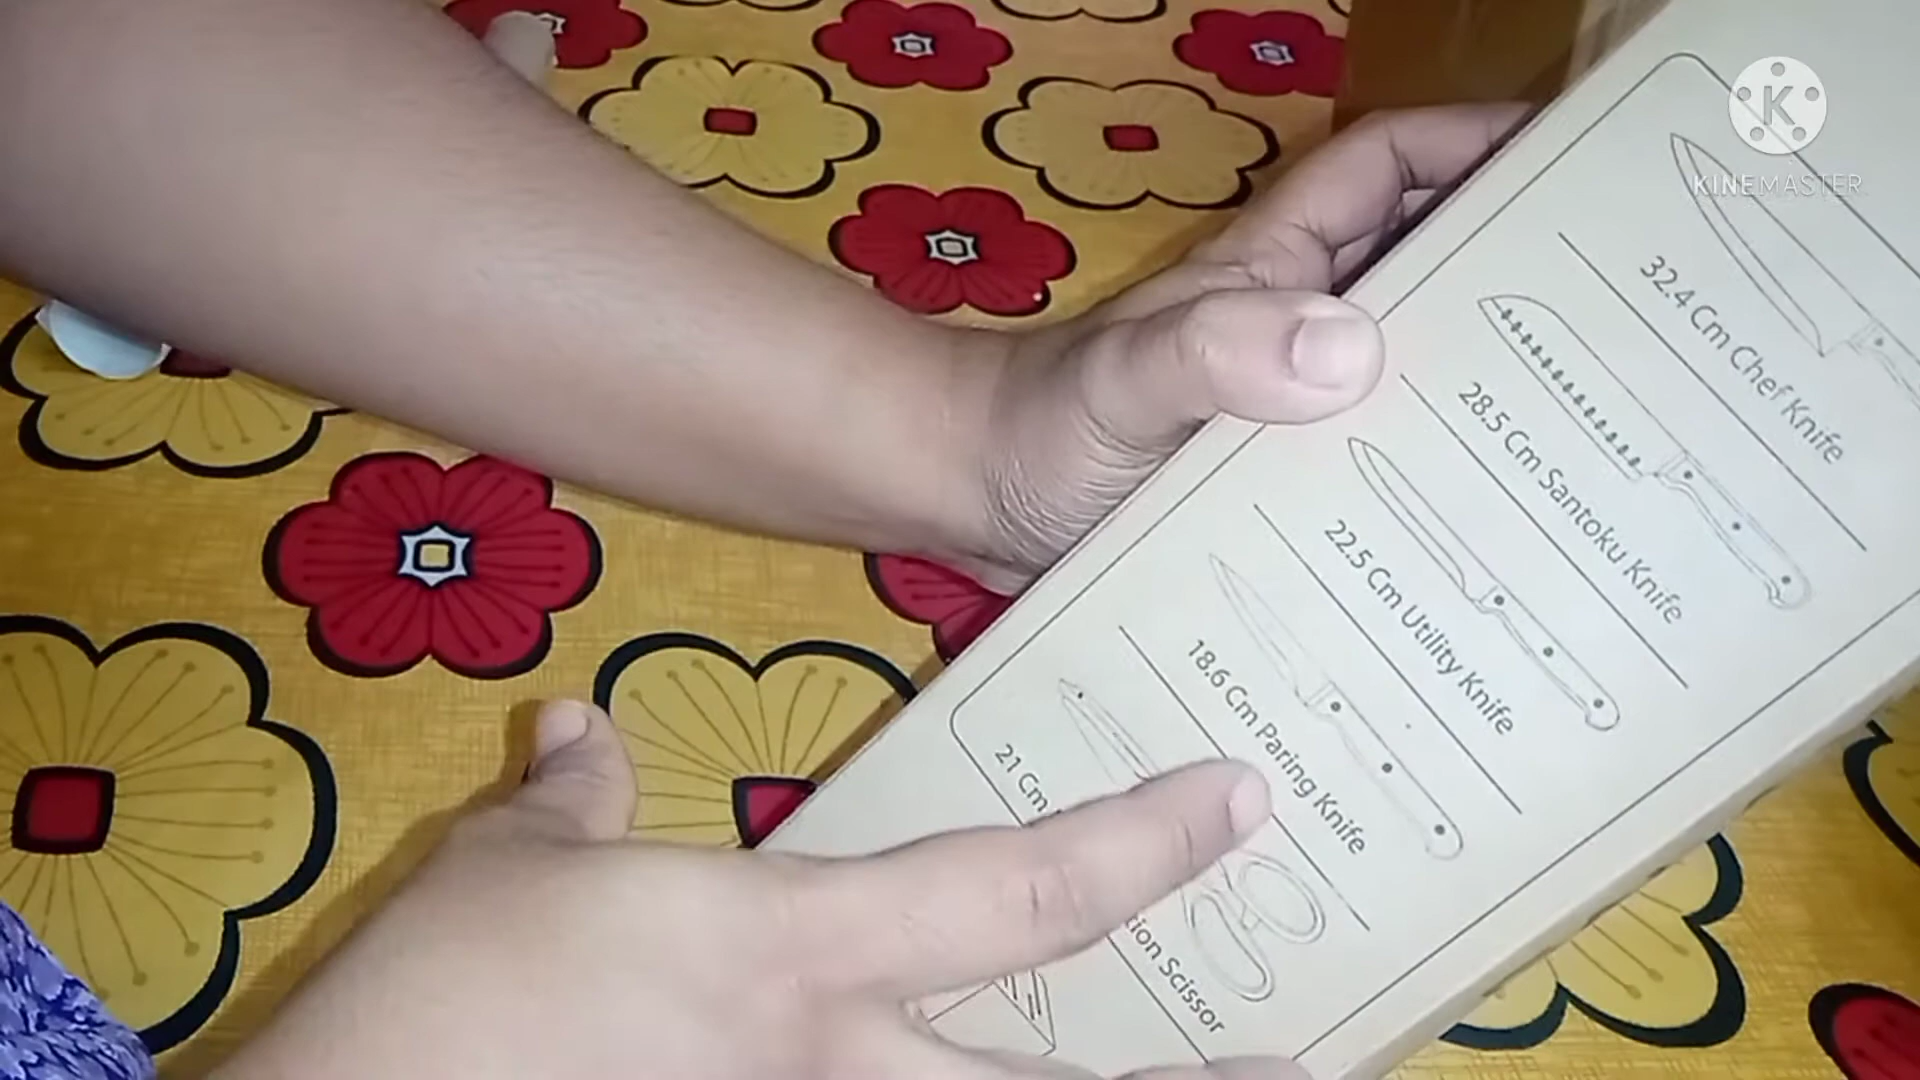 K
KINEMASTER
32.4 Cm Chef Knife
28.5 Cm Santoku Knife
22.5 Cm Utility Knife
18.6 Cm Paring Knife
21 Cm
Scissor